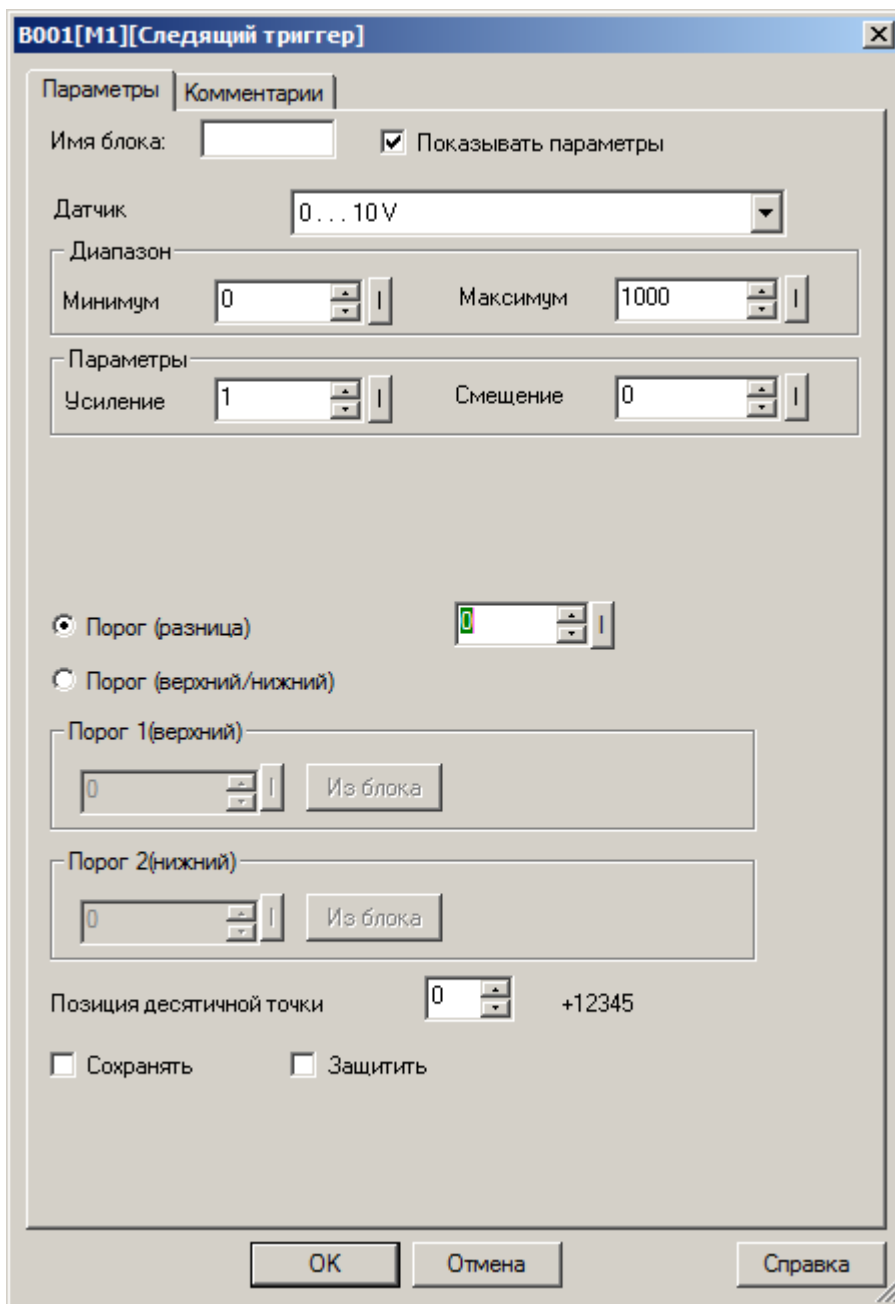 B001[M1][Следящий триггер]
Параметры Комментарии
Имя блока: Показывать параметры
Датчик 0 . . . 10 V
Диапазон
Минимум 0 I Максимум 1000 I
Параметры
Усиление 1 I Смещение 0 I
Порог (разница) 0 I
Порог (верхний/нижний)
Порог 1(верхний)
0 I Из блока
Порог 2(нижний)
0 I Из блока
Позиция десятичной точки 0 +12345
Сохранять Защитить
OK Отмена Справка